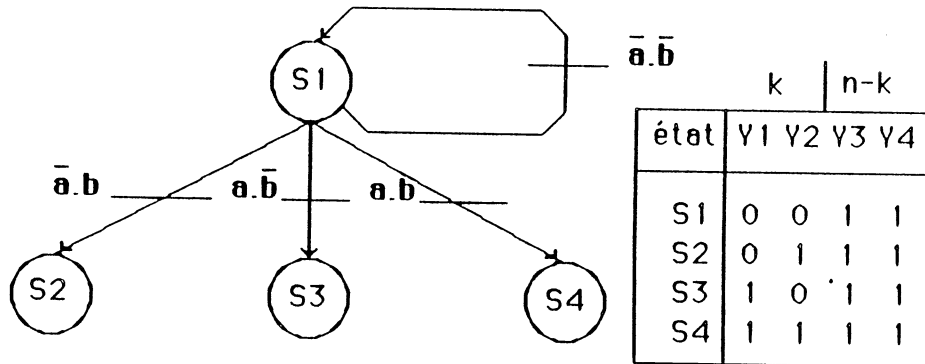 S1
a̅.b̅
a̅.b
a.b̅
a.b
S2
S3
S4
k n-k
état Y1 Y2 Y3 Y4
S1 0 0 1 1
S2 0 1 1 1
S3 1 0 1 1
S4 1 1 1 1